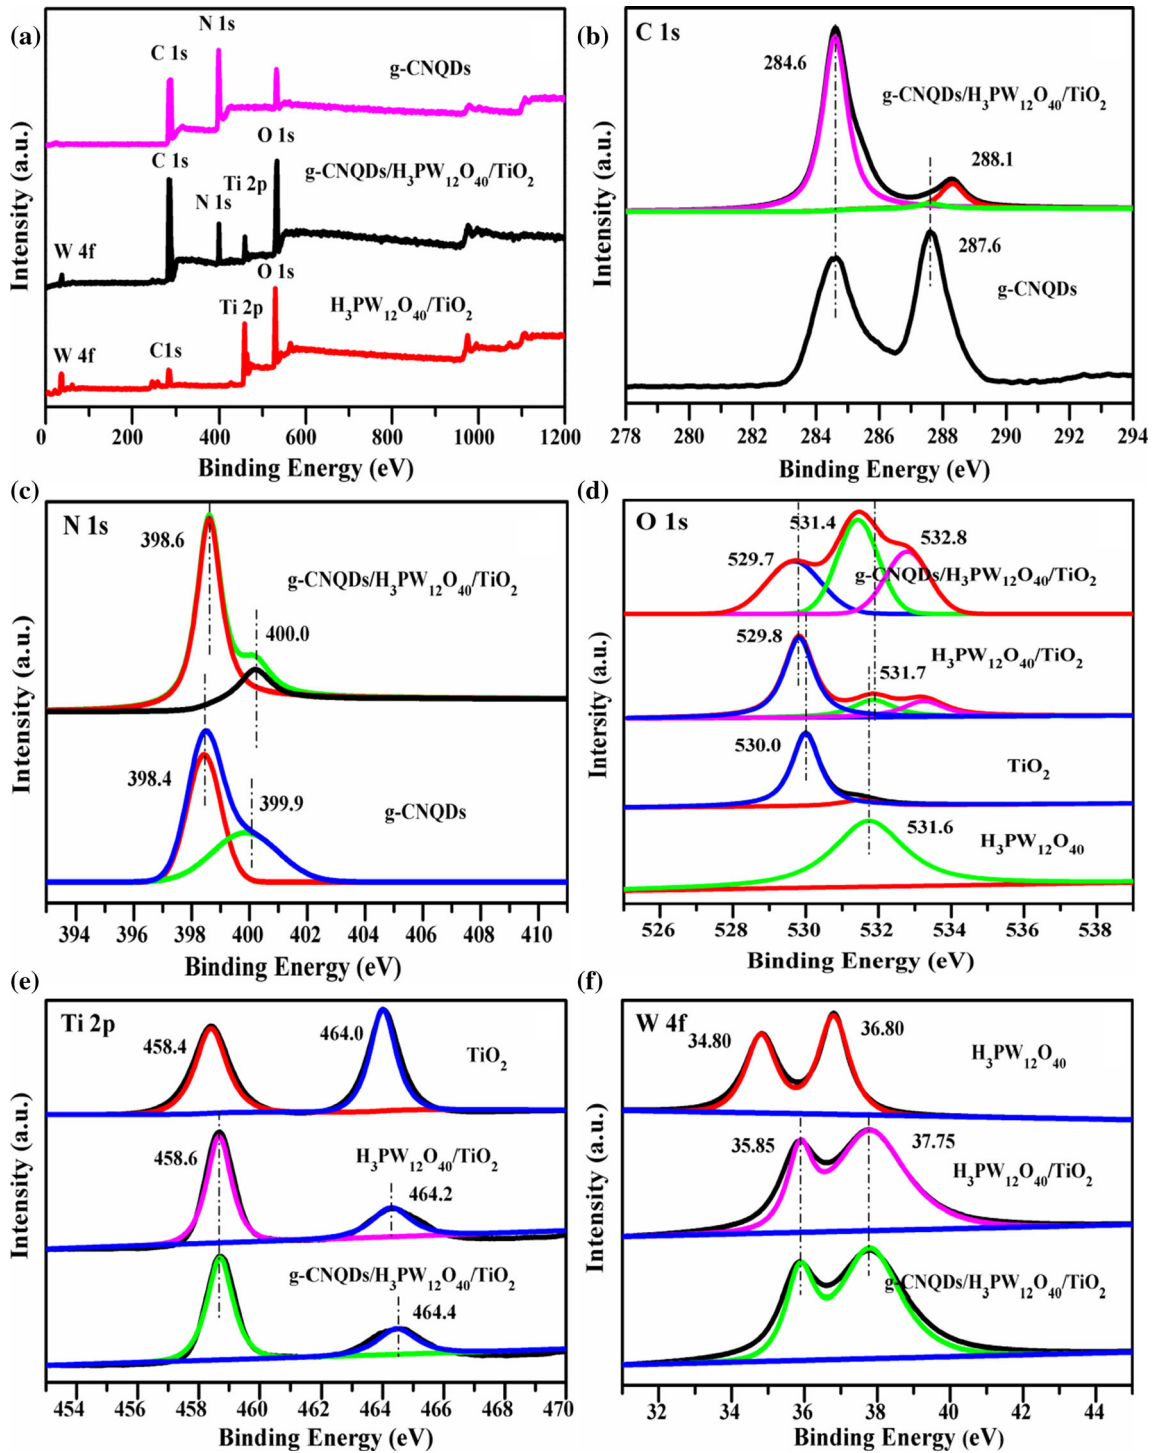 (a)
N 1s
C 1s
g-CNQDs
O 1s
C 1s
g-CNQDs/H₃PW₁₂O₄₀/TiO₂
Ti 2p
N 1s
W 4f
O 1s
Ti 2p
H₃PW₁₂O₄₀/TiO₂
W 4f
C1s
0 200 400 600 800 1000 1200
Binding Energy (eV)
Intensity (a.u.)
(b)
C 1s
284.6
g-CNQDs/H₃PW₁₂O₄₀/TiO₂
288.1
287.6
g-CNQDs
278 280 282 284 286 288 290 292 294
Binding Energy (eV)
Intensity (a.u.)
(c)
N 1s
398.6
g-CNQDs/H₃PW₁₂O₄₀/TiO₂
400.0
398.4
399.9
g-CNQDs
394 396 398 400 402 404 406 408 410
Binding Energy (eV)
Intensity (a.u.)
(d)
O 1s
531.4
532.8
529.7
g-CNQDs/H₃PW₁₂O₄₀/TiO₂
529.8
H₃PW₁₂O₄₀/TiO₂
531.7
530.0
TiO₂
531.6
H₃PW₁₂O₄₀
526 528 530 532 534 536 538
Binding Energy (eV)
Intersity (a.u.)
(e)
Ti 2p
458.4
464.0
TiO₂
H₃PW₁₂O₄₀/TiO₂
458.6
464.2
g-CNQDs/H₃PW₁₂O₄₀/TiO₂
464.4
454 456 458 460 462 464 466 468 470
Binding Energy (eV)
Intensity (a.u.)
(f)
W 4f
34.80
36.80
H₃PW₁₂O₄₀
35.85
37.75
H₃PW₁₂O₄₀/TiO₂
g-CNQDs/H₃PW₁₂O₄₀/TiO₂
32 34 36 38 40 42 44
Binding Energy (eV)
Intensity (a.u.)